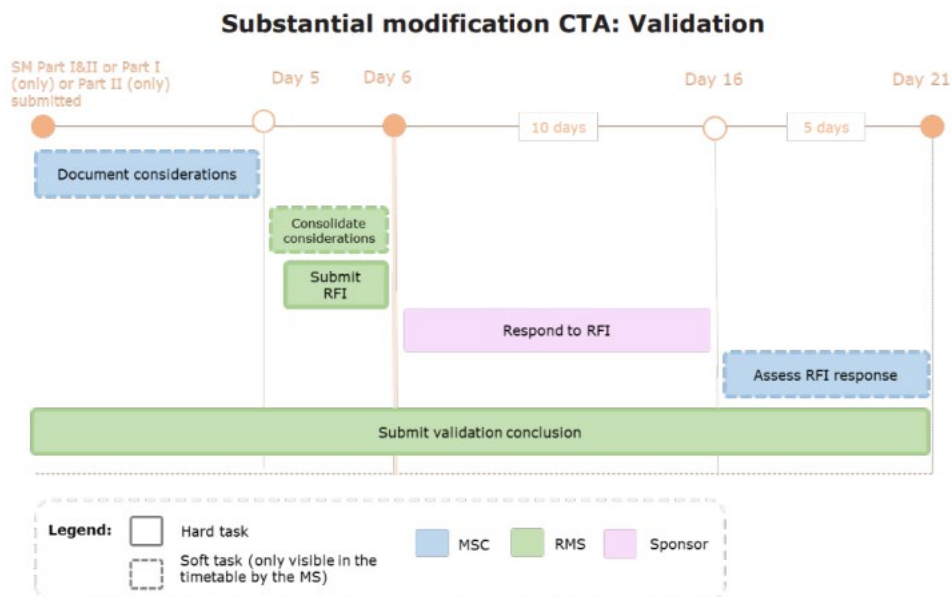 Substantial modification CTA: Validation
SM Part I&II or Part I
(only) or Part II (only)
submitted
Day 5
Day 6
Day 16
Day 21
10 days
5 days
Document considerations
Consolidate
considerations
Submit
RFI
Respond to RFI
Assess RFI response
Submit validation conclusion
Legend:
Hard task
Soft task (only visible in the
timetable by the MS)
MSC
RMS
Sponsor